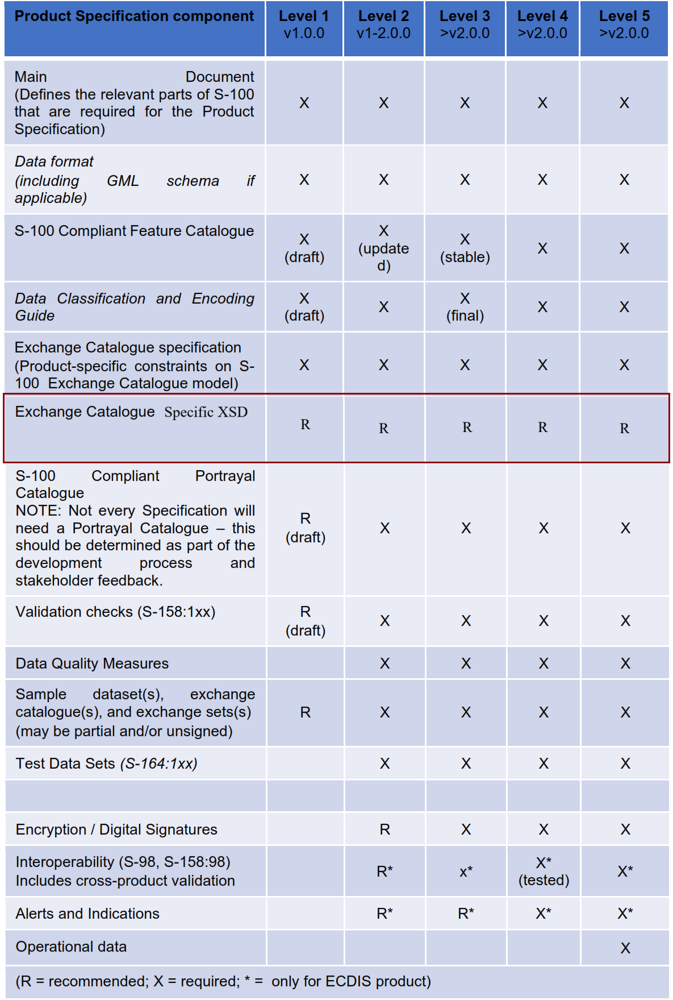 Product Specification component Level 1 Level 2 Level 3 Level 4 Level 5
v1.0.0 v1-2.0.0 >v2.0.0 >v2.0.0 >v2.0.0
Main Document
(Defines the relevant parts of S-100
that are required for the Product
Specification)
X X X X X
Data format
(including GML schema if
applicable)
X X X X X
S-100 Compliant Feature Catalogue
X
(draft)
X
(update
d)
X
(stable)
X X
Data Classification and Encoding
Guide
X
(draft)
X
X
(final)
X X
Exchange Catalogue specification
(Product-specific constraints on S-
100 Exchange Catalogue model)
X X X X X
Exchange Catalogue Specific XSD
R R R R R
S-100 Compliant Portrayal
Catalogue
NOTE: Not every Specification will
need a Portrayal Catalogue – this
should be determined as part of the
development process and
stakeholder feedback.
R
(draft)
X X X X
Validation checks (S-158:1xx)
R
(draft)
X X X X
Data Quality Measures X X X X
Sample dataset(s), exchange
catalogue(s), and exchange sets(s)
(may be partial and/or unsigned)
R X X X X
Test Data Sets (S-164:1xx) X X X X
Encryption / Digital Signatures R X X X
Interoperability (S-98, S-158:98)
Includes cross-product validation
R* x*
X*
(tested)
X*
Alerts and Indications R* R* X* X*
Operational data X
(R = recommended; X = required; * = only for ECDIS product)